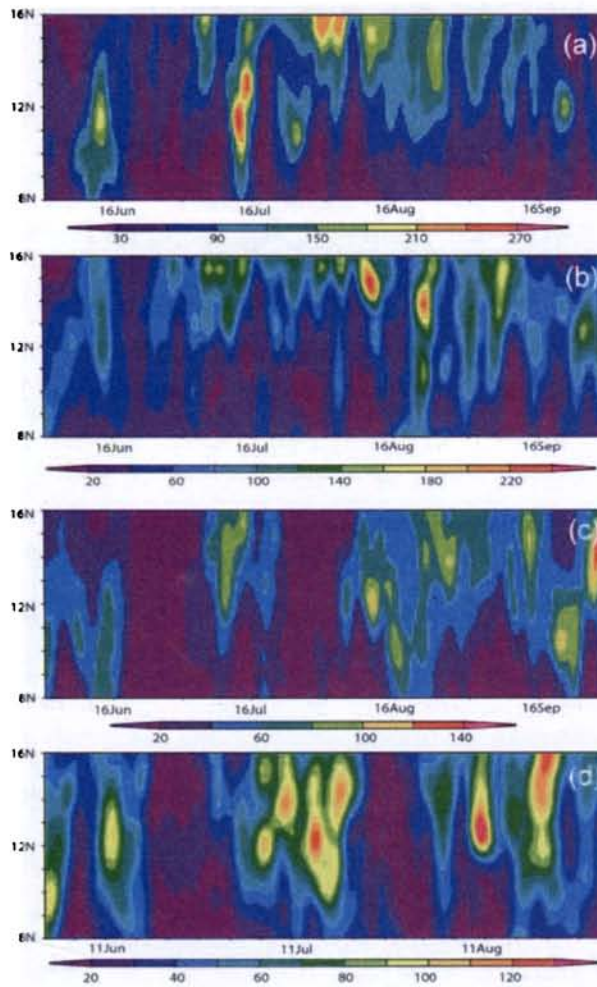 16N
(a)
12N
8N
16Jun 16Jul 16Aug 16Sep
30 90 150 210 270
16N
(b)
12N
8N
16Jun 16Jul 16Aug 16Sep
20 60 100 140 180 220
16N
(c)
12N
8N
16Jun 16Jul 16Aug 16Sep
20 60 100 140
16N
(d)
12N
8N
11Jun 11Jul 11Aug
20 40 60 80 100 120